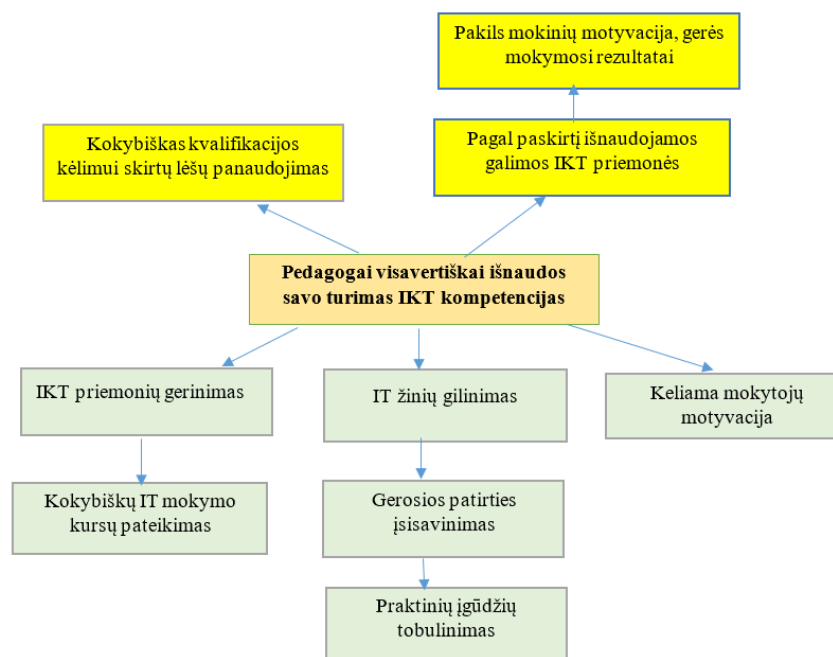 Pakils mokinių motyvacija, gerės
mokymosi rezultatai
Kokybiškas kvalifikacijos
kėlimui skirtų lėšų panaudojimas
Pagal paskirtį išnaudojamos
galimos IKT priemonės
Pedagogai visavertiškai išnaudos
savo turimas IKT kompetencijas
IKT priemonių gerinimas
IT žinių gilinimas
Keliama mokytojų
motyvacija
Kokybiškų IT mokymo
kursų pateikimas
Gerosios patirties
įsisavinimas
Praktinių įgūdžių
tobulinimas